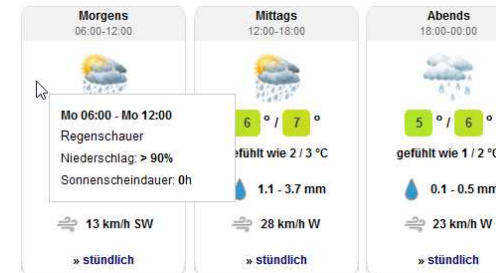 Morgens
06:00-12:00
Mittags
12:00-18:00
Abends
18:00-00:00
Mo 06:00 - Mo 12:00
Regenschauer
Niederschlag: > 90%
Sonnenscheindauer: 0h
6 ° / 7 °
5 ° / 6 °
efühlt wie 2 / 3 °C
gefühlt wie 1 / 2 °C
1.1 - 3.7 mm
0.1 - 0.5 mm
13 km/h SW
28 km/h W
23 km/h W
» stündlich
» stündlich
» stündlich